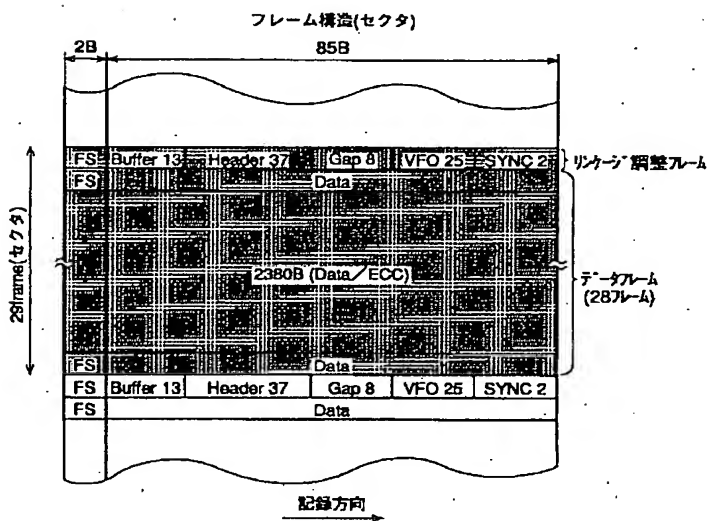 フレーム構造(セクタ)
2B 85B
FS Buffer 13 Header 37 Gap 8 VFO 25 SYNC 2 リンケージ調整フレーム
FS Data
29frame(セクタ)
2380B (Data/ECC)
データフレーム
(28フレーム)
FS Data
FS Buffer 13 Header 37 Gap 8 VFO 25 SYNC 2
FS Data
記録方向